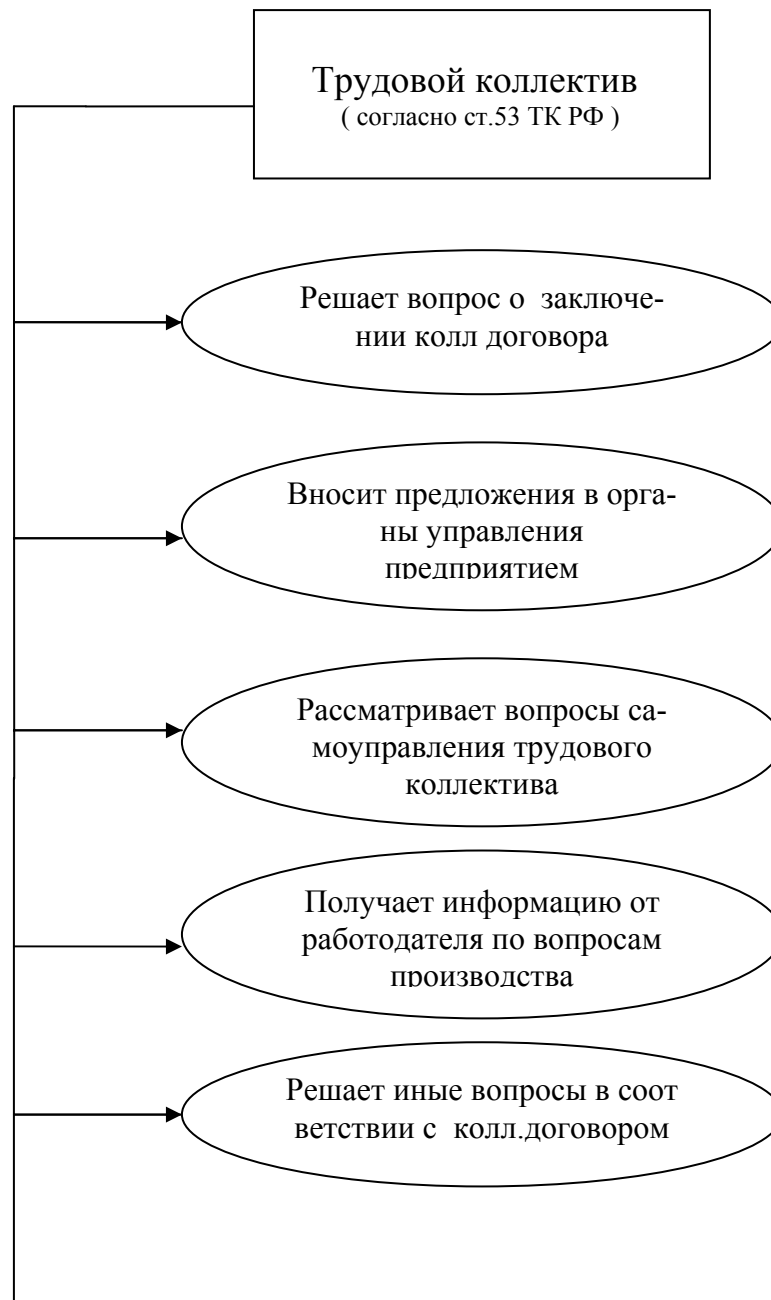 Трудовой коллектив
( согласно ст.53 ТК РФ )
Решает вопрос о заключе-
нии колл договора
Вносит предложения в орга-
ны управления
предприятием
Рассматривает вопросы са-
моуправления трудового
коллектива
Получает информацию от
работодателя по вопросам
производства
Решает иные вопросы в соот
ветствии с колл.договором